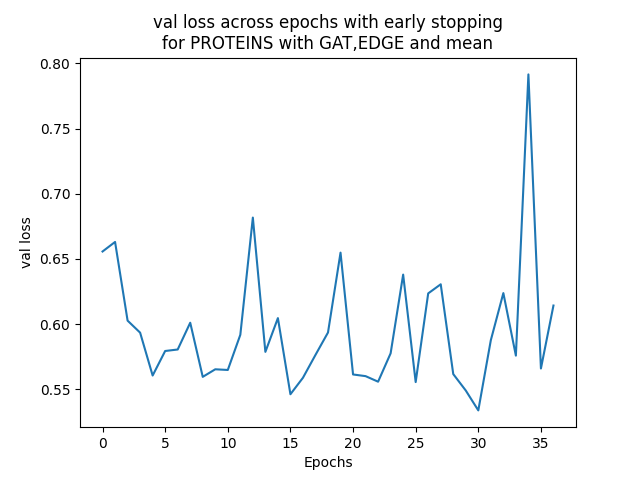 val loss across epochs with early stopping
for PROTEINS with GAT,EDGE and mean
0.80
0.75
0.70
0.65
0.60
0.55
val loss
0 5 10 15 20 25 30 35
Epochs